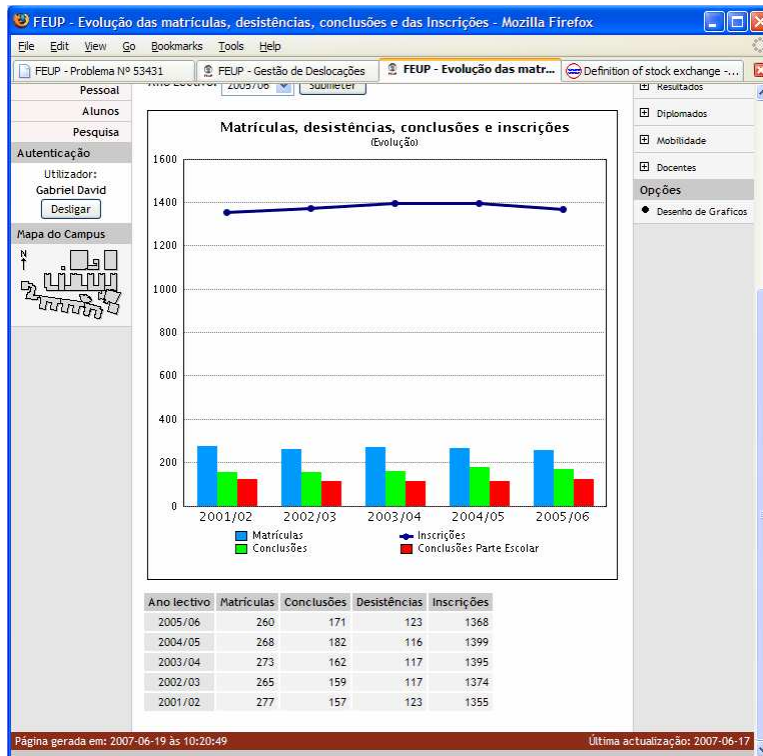 FEUP - Evolução das matrículas, desistências, conclusões e das Inscrições - Mozilla Firefox
File Edit View Go Bookmarks Tools Help
FEUP - Problema Nº 53431 FEUP - Gestão de Deslocações FEUP - Evolução das matr... Definition of stock exchange -...
Pessoal
Alunos
Pesquisa
Autenticação
Utilizador:
Gabriel David
Desligar
Mapa do Campus
N
Ano Lectivo: 2005/06 Submeter
Matrículas, desistências, conclusões e inscrições
(Evolução)
1600
1400
1200
1000
800
600
400
200
0
2001/02 2002/03 2003/04 2004/05 2005/06
Matrículas Inscrições
Conclusões Conclusões Parte Escolar
Ano lectivo Matrículas Conclusões Desistências Inscrições
2005/06 260 171 123 1368
2004/05 268 182 116 1399
2003/04 273 162 117 1395
2002/03 265 159 117 1374
2001/02 277 157 123 1355
Resultados
Diplomados
Mobilidade
Docentes
Opções
Desenho de Graficos
Página gerada em: 2007-06-19 às 10:20:49 Última actualização: 2007-06-17